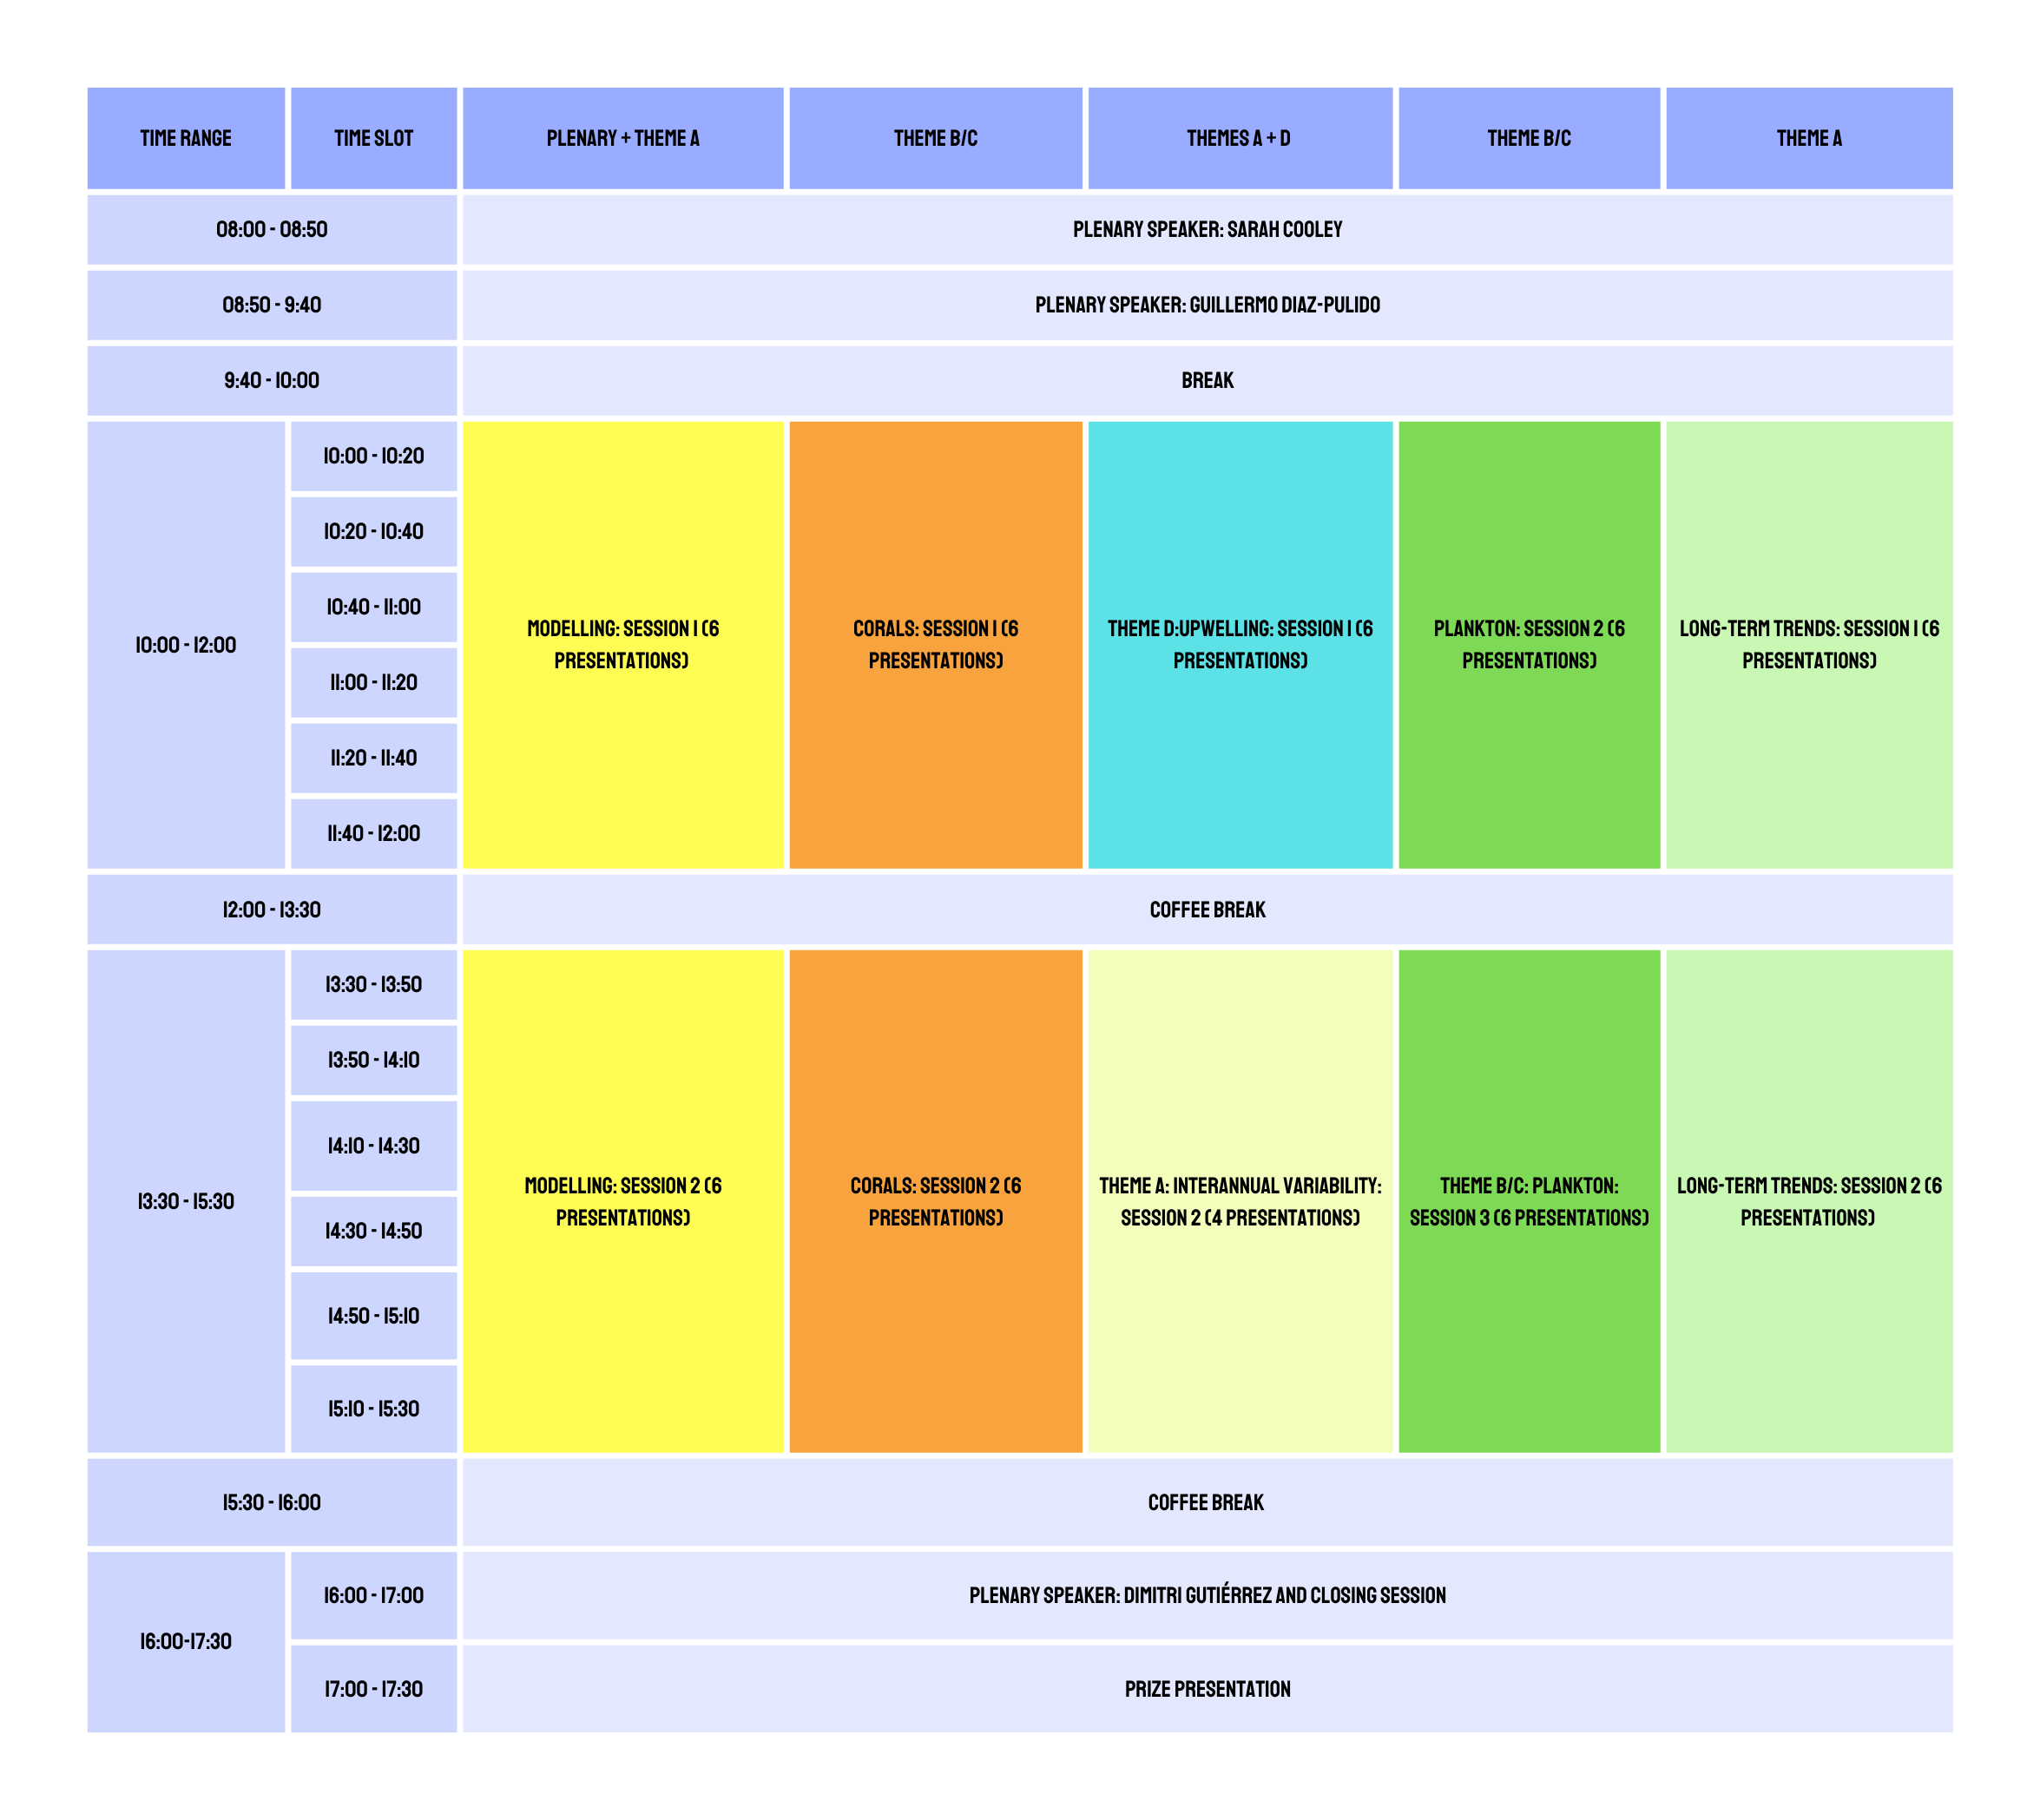 TIME RANGE
TIME SLOT
PLENARY + THEME A
THEME B/C
THEMES A + D
THEME B/C
THEME A
08:00 - 08:50
PLENARY SPEAKER: SARAH COOLEY
08:50 - 9:40
PLENARY SPEAKER: GUILLERMO DIAZ-PULIDO
9:40 - 10:00
BREAK
10:00 - 12:00
10:00 - 10:20
10:20 - 10:40
10:40 - 11:00
11:00 - 11:20
11:20 - 11:40
11:40 - 12:00
MODELLING: SESSION 1 (6
PRESENTATIONS)
CORALS: SESSION 1 (6
PRESENTATIONS)
THEME D:UPWELLING: SESSION 1 (6
PRESENTATIONS)
PLANKTON: SESSION 2 (6
PRESENTATIONS)
LONG-TERM TRENDS: SESSION 1 (6
PRESENTATIONS)
12:00 - 13:30
COFFEE BREAK
13:30 - 15:30
13:30 - 13:50
13:50 - 14:10
14:10 - 14:30
14:30 - 14:50
14:50 - 15:10
15:10 - 15:30
MODELLING: SESSION 2 (6
PRESENTATIONS)
CORALS: SESSION 2 (6
PRESENTATIONS)
THEME A: INTERANNUAL VARIABILITY:
SESSION 2 (4 PRESENTATIONS)
THEME B/C: PLANKTON:
SESSION 3 (6 PRESENTATIONS)
LONG-TERM TRENDS: SESSION 2 (6
PRESENTATIONS)
15:30 - 16:00
COFFEE BREAK
16:00-17:30
16:00 - 17:00
PLENARY SPEAKER: DIMITRI GUTIÉRREZ AND CLOSING SESSION
17:00 - 17:30
PRIZE PRESENTATION